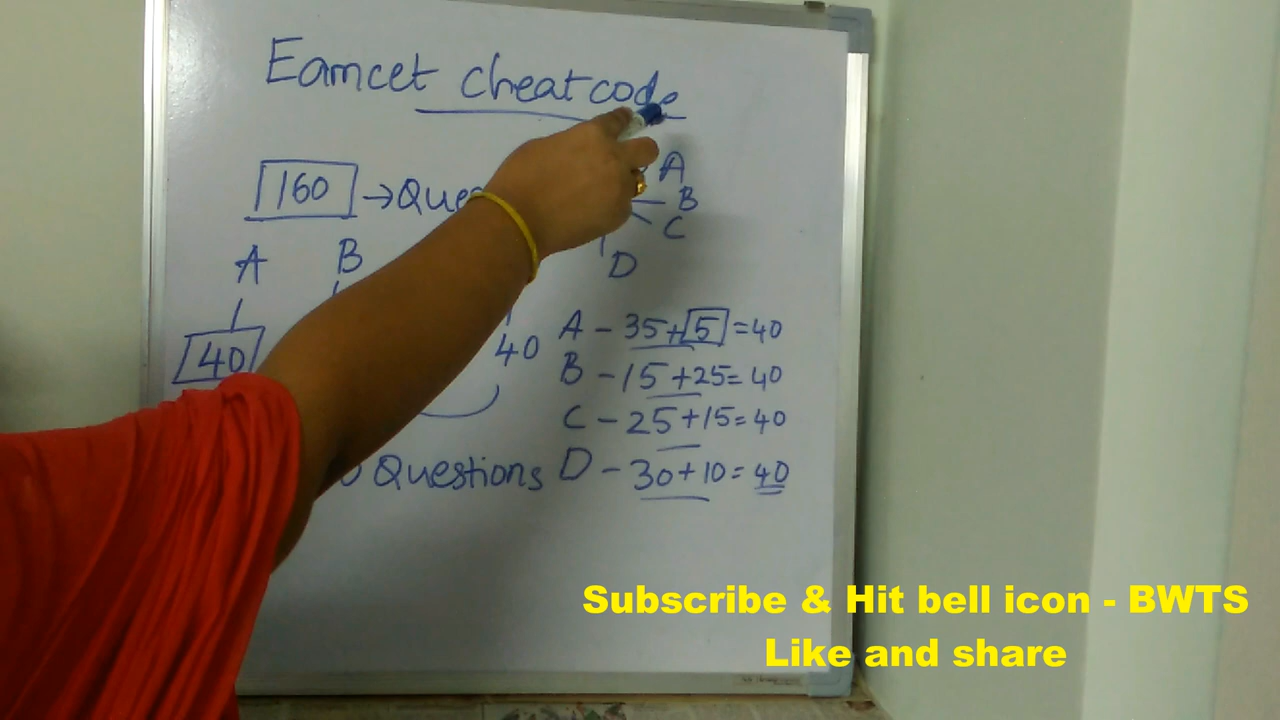 Eamcet cheatcode
160 → Ques
A
B
C
D
A B
40
40
A - 35+5=40
B - 15+25=40
C - 25+15=40
D - 30+10=40
Questions
Subscribe & Hit bell icon - BWTS
Like and share